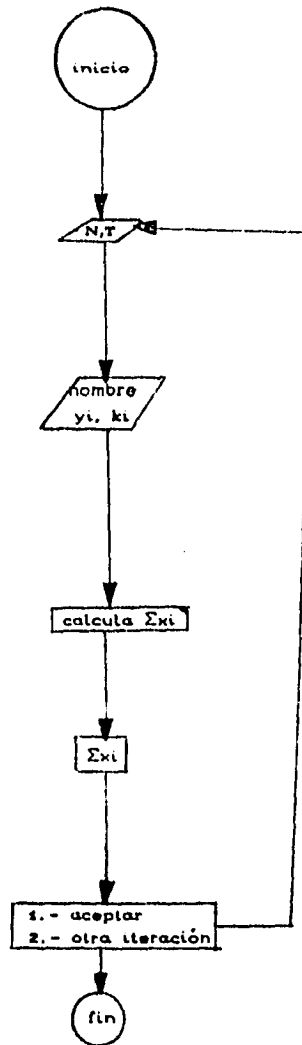 inicio
N,T
nombre
yi, ki
calcula Σxi
Σxi
1.- aceptar
2.- otra iteración
fin